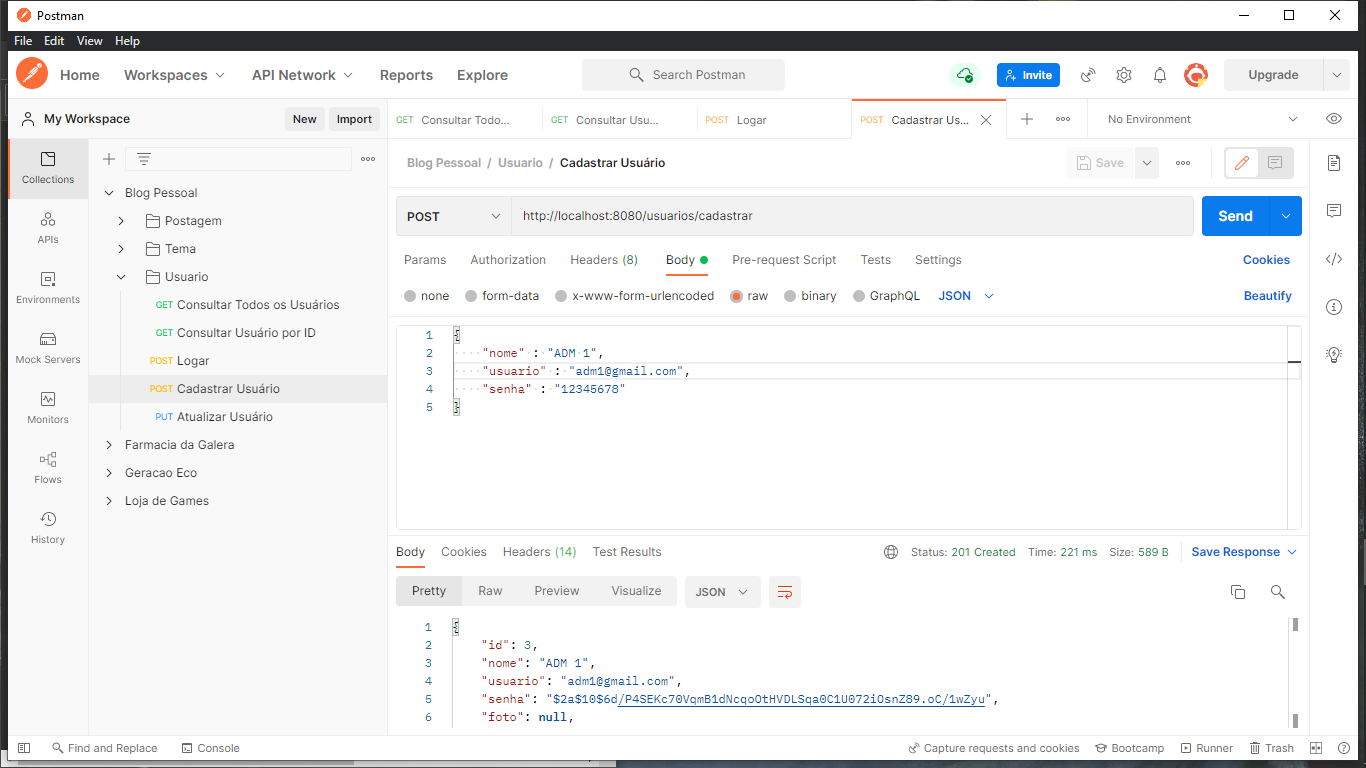 Postman
File Edit View Help
Home Workspaces API Network Reports Explore Search Postman Invite Upgrade
My Workspace New Import GET Consultar Todo... GET Consultar Usu... POST Logar POST Cadastrar Us... No Environment
Collections
APIs
Environments
Mock Servers
Monitors
Flows
History
Blog Pessoal
Postagem
Tema
Usuario
GET Consultar Todos os Usuários
GET Consultar Usuário por ID
POST Logar
POST Cadastrar Usuário
PUT Atualizar Usuário
Farmacia da Galera
Geracao Eco
Loja de Games
Blog Pessoal / Usuario / Cadastrar Usuário Save
POST http://localhost:8080/usuarios/cadastrar Send
Params Authorization Headers (8) Body Pre-request Script Tests Settings Cookies
none form-data x-www-form-urlencoded raw binary GraphQL JSON Beautify
1 {
2 "nome" : "ADM 1",
3 "usuario" : "adm1@gmail.com",
4 "senha" : "12345678"
5 }
Body Cookies Headers (14) Test Results Status: 201 Created Time: 221 ms Size: 589 B Save Response
Pretty Raw Preview Visualize JSON
1 {
2 "id": 3,
3 "nome": "ADM 1",
4 "usuario": "adm1@gmail.com",
5 "senha": "$2a$10$6d/P4SEKc70VqmB1dNcqoOtHVDLSqa0C1U072iOsnZ89.oC/1wZyu",
6 "foto": null,
Find and Replace Console Capture requests and cookies Bootcamp Runner Trash